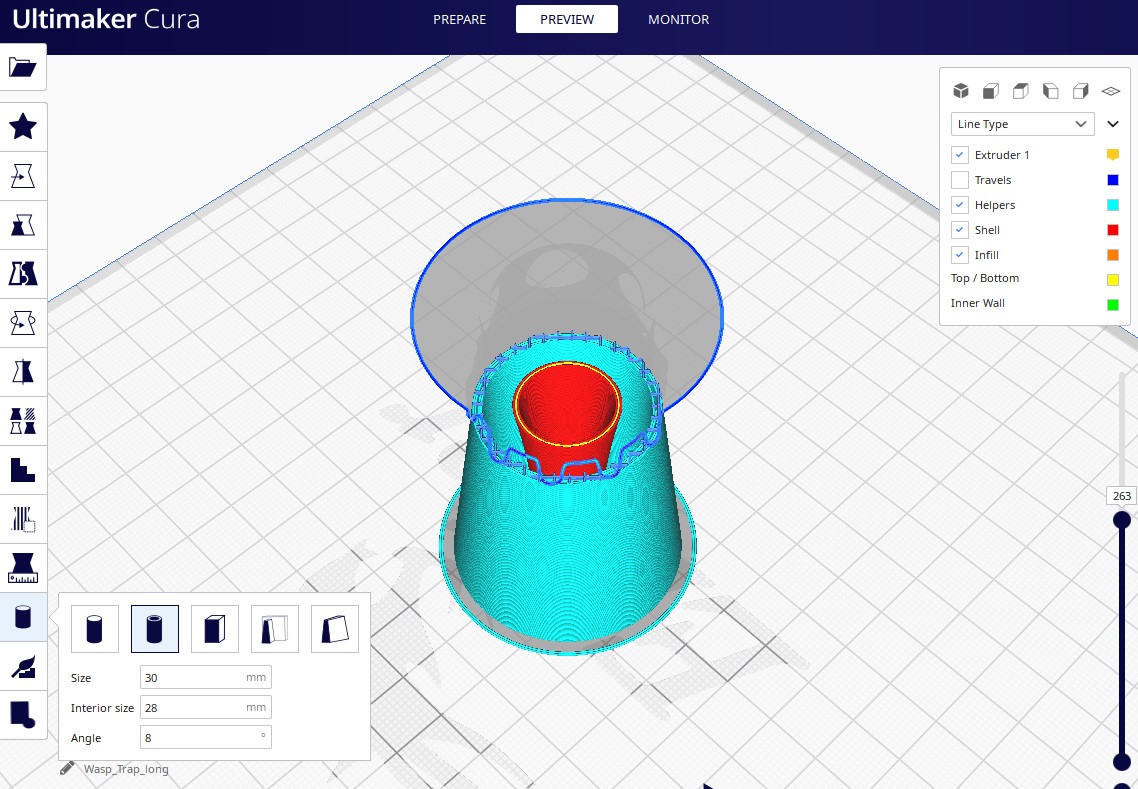 Ultimaker Cura
PREPARE PREVIEW MONITOR
Line Type
Extruder 1
Travels
Helpers
Shell
Infill
Top / Bottom
Inner Wall
263
Size 30 mm
Interior size 28 mm
Angle 8 °
Wasp_Trap_long